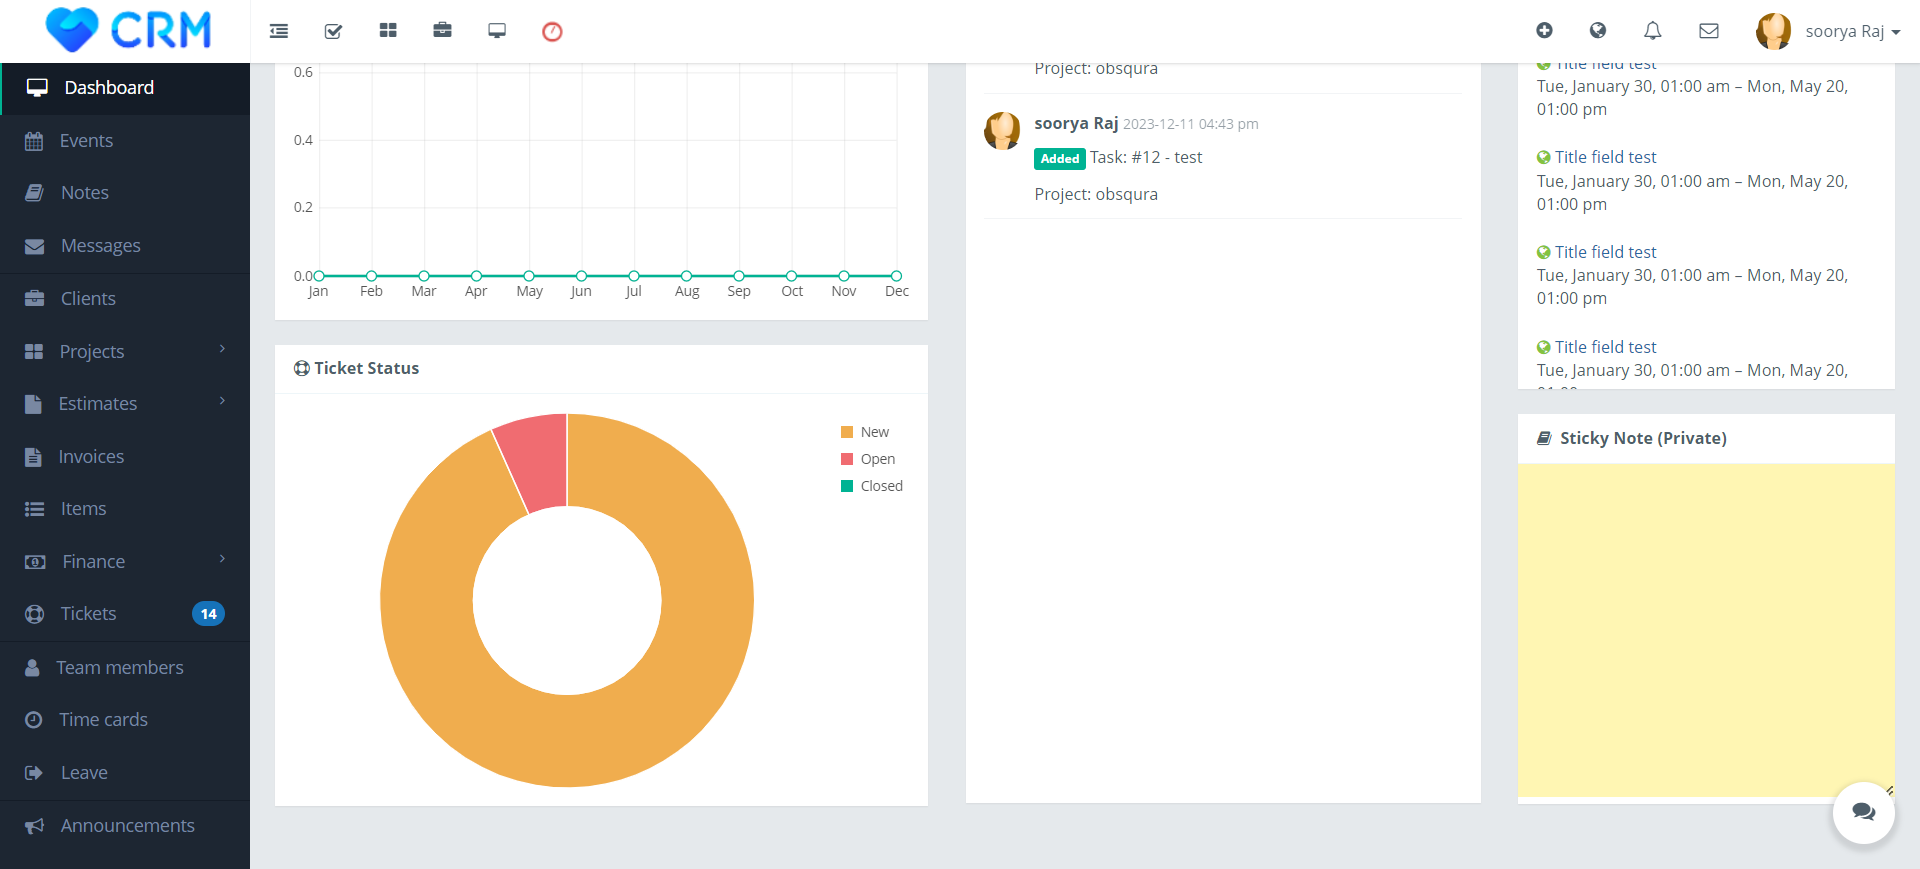 CRM
soorya Raj
Dashboard
Events
Notes
Messages
Clients
Projects
Estimates
Invoices
Items
Finance
Tickets 14
Team members
Time cards
Leave
Announcements
0.6
0.4
0.2
0.0
Jan Feb Mar Apr May Jun Jul Aug Sep Oct Nov Dec
Ticket Status
New
Open
Closed
Project: obsqura
soorya Raj 2023-12-11 04:43 pm
Added Task: #12 - test
Project: obsqura
Title field test
Tue, January 30, 01:00 am – Mon, May 20,
01:00 pm
Title field test
Tue, January 30, 01:00 am – Mon, May 20,
01:00 pm
Title field test
Tue, January 30, 01:00 am – Mon, May 20,
01:00 pm
Title field test
Tue, January 30, 01:00 am – Mon, May 20,
Sticky Note (Private)